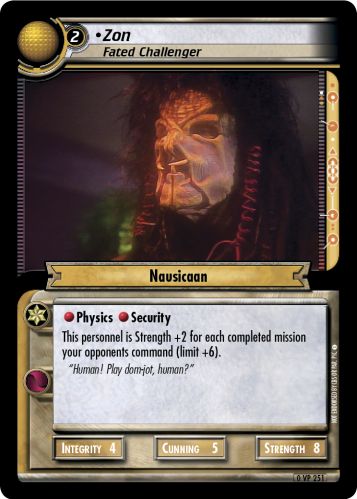 2
•Zon
Fated Challenger
Nausicaan
Physics Security
This personnel is Strength +2 for each completed mission
your opponents command (limit +6).
"Human! Play dom-jot, human?"
Integrity 4 Cunning 5 Strength 8
0 VP 251